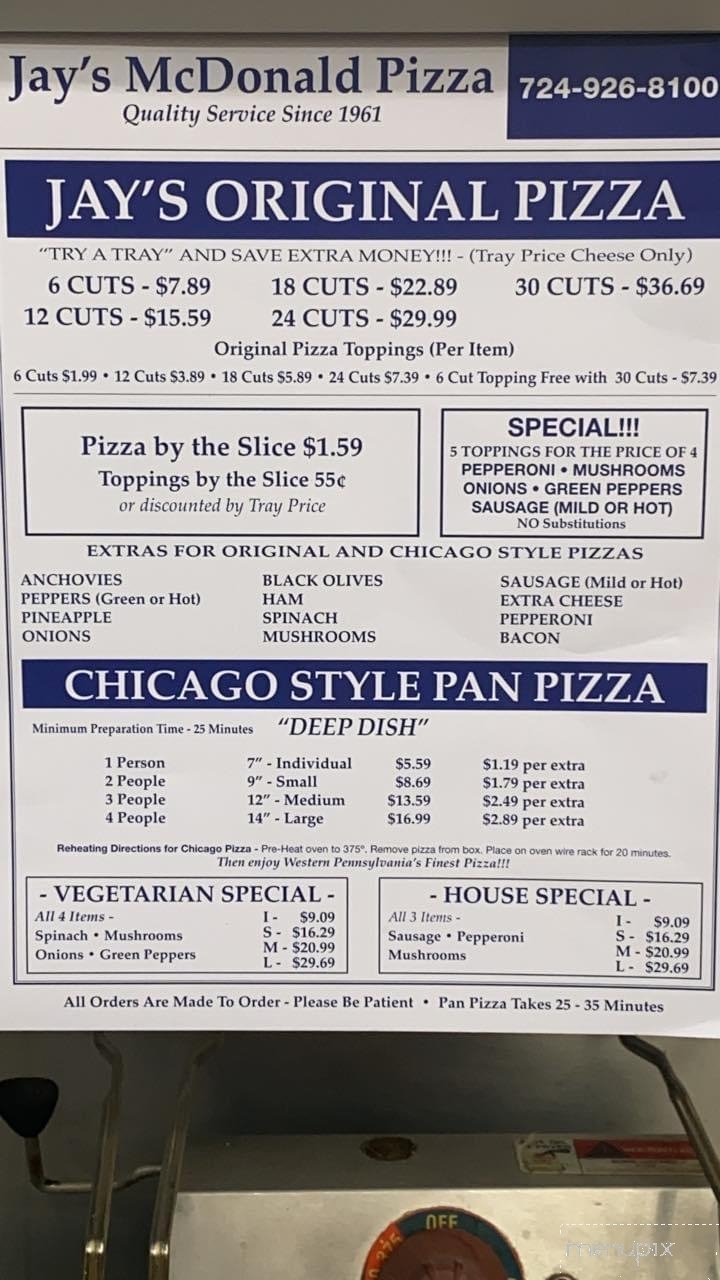 Jay's McDonald Pizza
Quality Service Since 1961
724-926-8100
JAY'S ORIGINAL PIZZA
"TRY A TRAY" AND SAVE EXTRA MONEY!!! - (Tray Price Cheese Only)
6 CUTS - $7.89 18 CUTS - $22.89 30 CUTS - $36.69
12 CUTS - $15.59 24 CUTS - $29.99
Original Pizza Toppings (Per Item)
6 Cuts $1.99 • 12 Cuts $3.89 • 18 Cuts $5.89 • 24 Cuts $7.39 • 6 Cut Topping Free with 30 Cuts - $7.39
Pizza by the Slice $1.59
Toppings by the Slice 55¢
or discounted by Tray Price
SPECIAL!!!
5 TOPPINGS FOR THE PRICE OF 4
PEPPERONI • MUSHROOMS
ONIONS • GREEN PEPPERS
SAUSAGE (MILD OR HOT)
NO Substitutions
EXTRAS FOR ORIGINAL AND CHICAGO STYLE PIZZAS
ANCHOVIES BLACK OLIVES SAUSAGE (Mild or Hot)
PEPPERS (Green or Hot) HAM EXTRA CHEESE
PINEAPPLE SPINACH PEPPERONI
ONIONS MUSHROOMS BACON
CHICAGO STYLE PAN PIZZA
Minimum Preparation Time - 25 Minutes "DEEP DISH"
1 Person 7" - Individual $5.59 $1.19 per extra
2 People 9" - Small $8.69 $1.79 per extra
3 People 12" - Medium $13.59 $2.49 per extra
4 People 14" - Large $16.99 $2.89 per extra
Reheating Directions for Chicago Pizza - Pre-Heat oven to 375°. Remove pizza from box. Place on oven wire rack for 20 minutes.
Then enjoy Western Pennsylvania's Finest Pizza!!!
- VEGETARIAN SPECIAL -
All 4 Items - I - $9.09
Spinach • Mushrooms S - $16.29
Onions • Green Peppers M - $20.99
L - $29.69
- HOUSE SPECIAL -
All 3 Items - I - $9.09
Sausage • Pepperoni S - $16.29
Mushrooms M - $20.99
L - $29.69
All Orders Are Made To Order - Please Be Patient • Pan Pizza Takes 25 - 35 Minutes
OFF
menupix